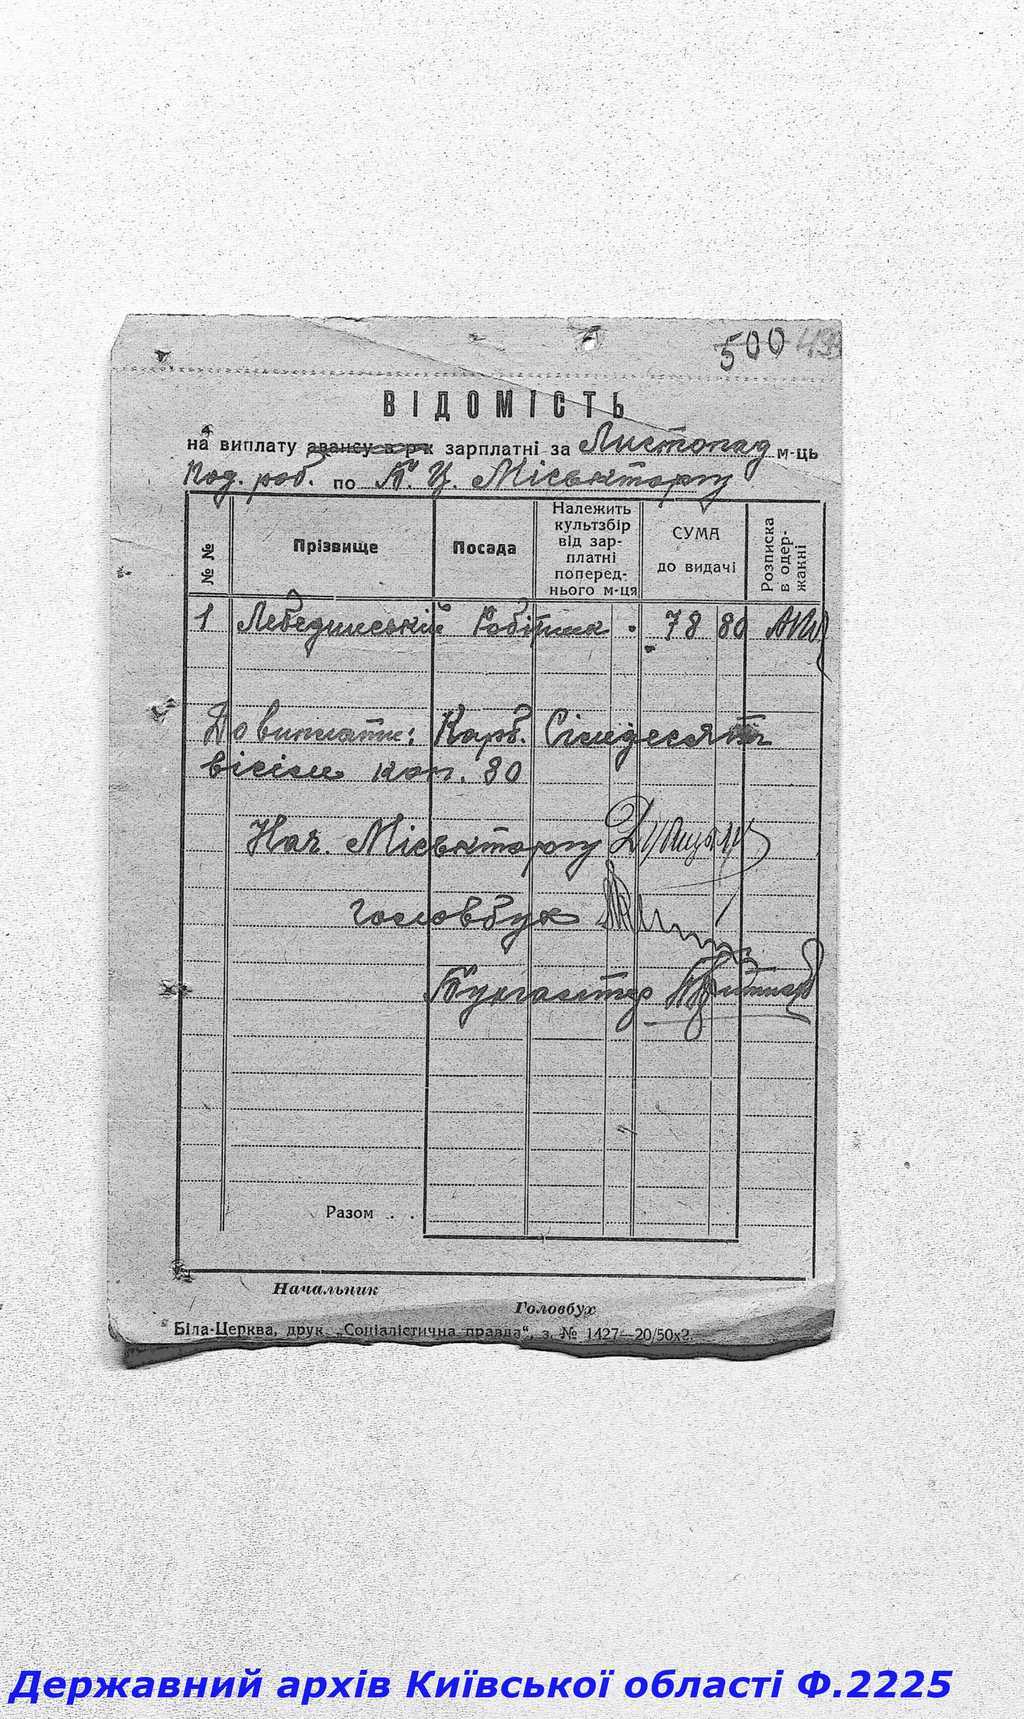 500
ВІДОМІСТЬ
на виплату авансу в р-к зарплатні за Листопад м-ць
Под. роб. по Б. Ц. Міськторгу
№ № Прізвище Посада Належить культзбір від зарплатні попереднього м-ця СУМА до видачі Розписка в одержанні
1 Лебединський Робітник 78 80
До виплати: Карб. Сімдесят
вісім коп. 80
Нач. Міськторгу
Головбух
Бухгалтер
Разом . .
Начальник
Головбух
Біла-Церква, друк. „Соціалістична правда“, з. № 1427—20/50х2.
Державний архів Київської області Ф.2225